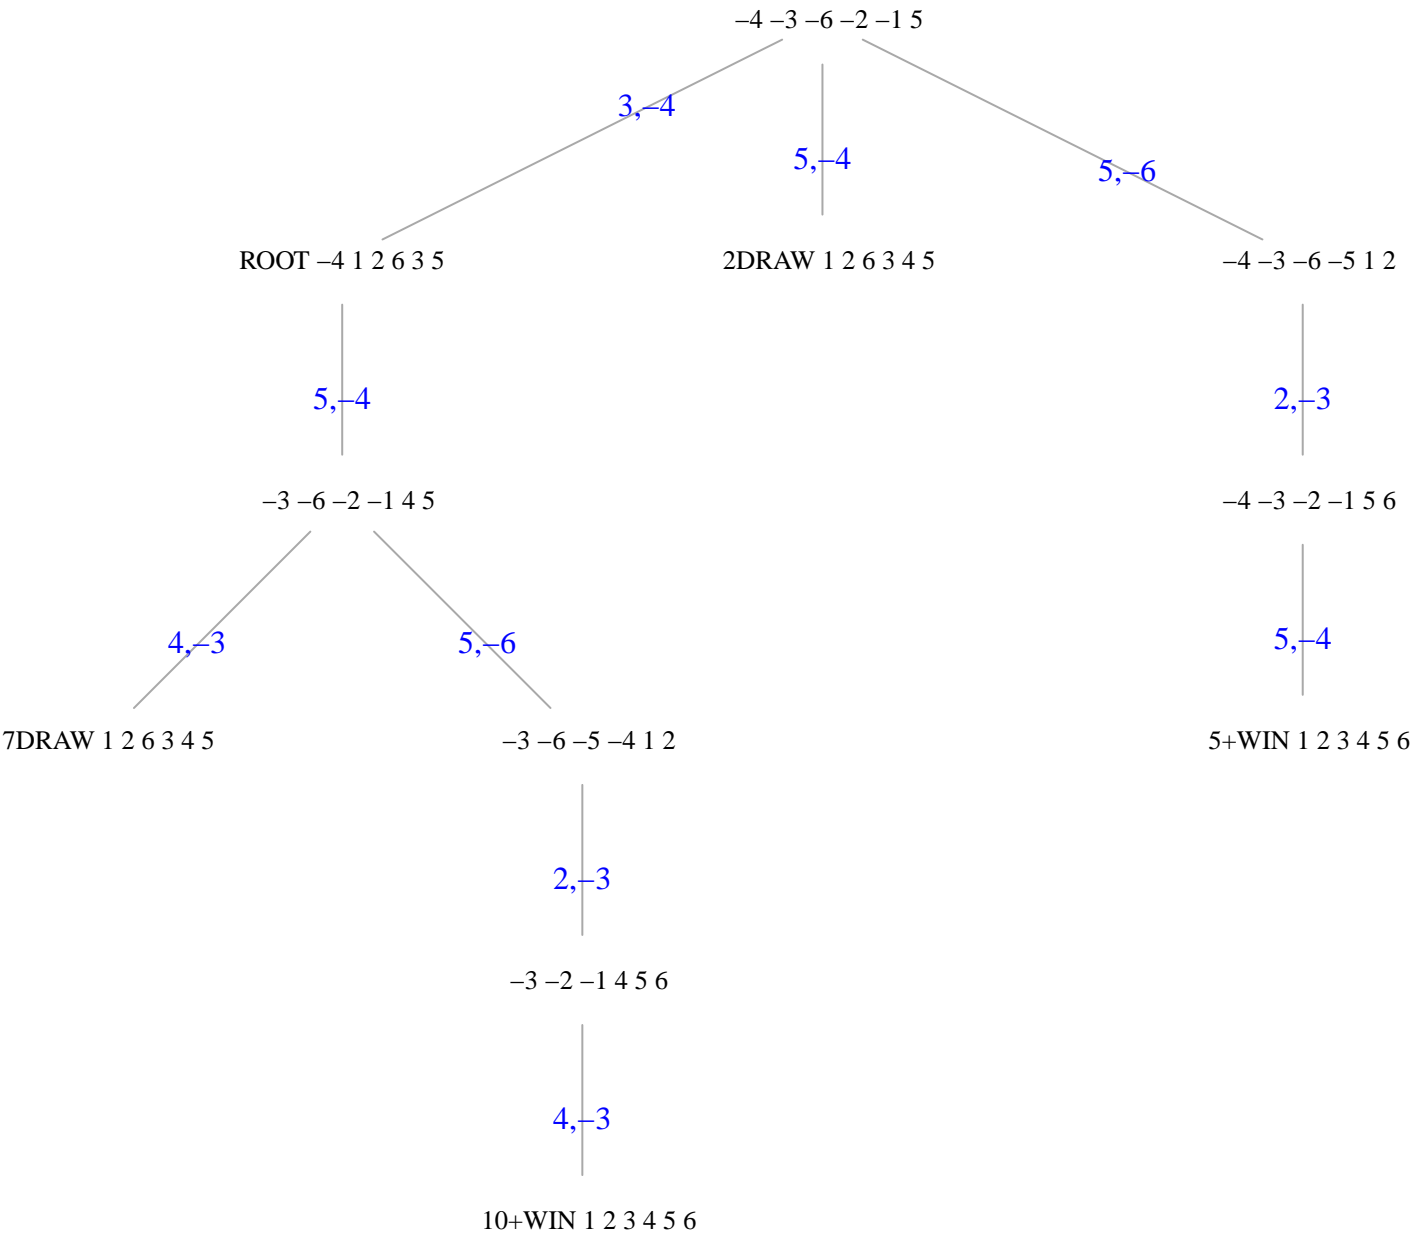 –4 –3 –6 –2 –1 5
3,–4
5,–4
5,–6
ROOT –4 1 2 6 3 5
2DRAW 1 2 6 3 4 5
–4 –3 –6 –5 1 2
5,–4
2,–3
–3 –6 –2 –1 4 5
–4 –3 –2 –1 5 6
4,–3
5,–6
5,–4
7DRAW 1 2 6 3 4 5
–3 –6 –5 –4 1 2
5+WIN 1 2 3 4 5 6
2,–3
–3 –2 –1 4 5 6
4,–3
10+WIN 1 2 3 4 5 6